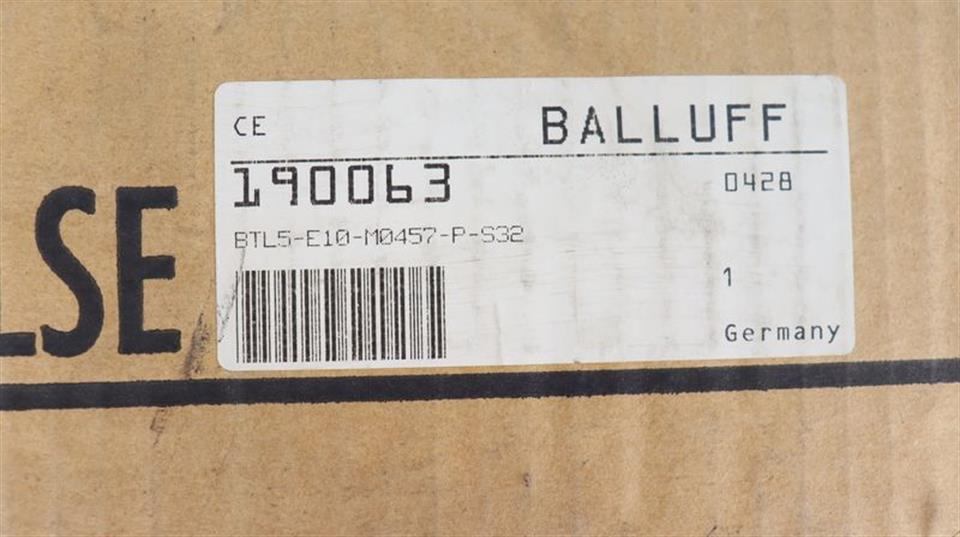 CE BALLUFF
190063 0428
BTL5-E10-M0457-P-S32
1
Germany
LSE